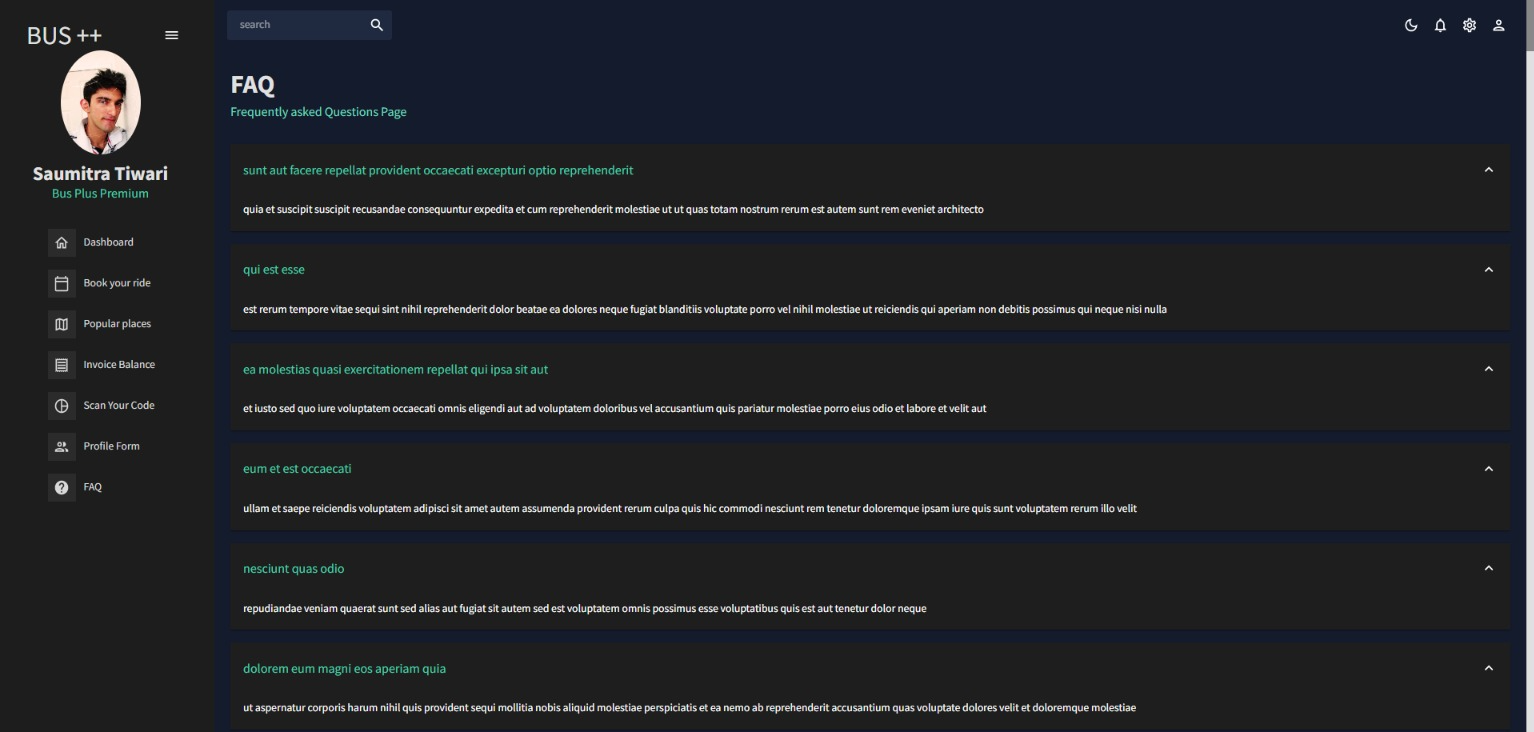 BUS ++
search
Saumitra Tiwari
Bus Plus Premium
Dashboard
Book your ride
Popular places
Invoice Balance
Scan Your Code
Profile Form
FAQ
FAQ
Frequently asked Questions Page
sunt aut facere repellat provident occaecati excepturi optio reprehenderit
quia et suscipit suscipit recusandae consequuntur expedita et cum reprehenderit molestiae ut ut quas totam nostrum rerum est autem sunt rem eveniet architecto
qui est esse
est rerum tempore vitae sequi sint nihil reprehenderit dolor beatae ea dolores neque fugiat blanditiis voluptate porro vel nihil molestiae ut reiciendis qui aperiam non debitis possimus qui neque nisi nulla
ea molestias quasi exercitationem repellat qui ipsa sit aut
et iusto sed quo iure voluptatem occaecati omnis eligendi aut ad voluptatem doloribus vel accusantium quis pariatur molestiae porro eius odio et labore et velit aut
eum et est occaecati
ullam et saepe reiciendis voluptatem adipisci sit amet autem assumenda provident rerum culpa quis hic commodi nesciunt rem tenetur doloremque ipsam iure quis sunt voluptatem rerum illo velit
nesciunt quas odio
repudiandae veniam quaerat sunt sed alias aut fugiat sit autem sed est voluptatem omnis possimus esse voluptatibus quis est aut tenetur dolor neque
dolorem eum magni eos aperiam quia
ut aspernatur corporis harum nihil quis provident sequi mollitia nobis aliquid molestiae perspiciatis et ea nemo ab reprehenderit accusantium quas voluptate dolores velit et doloremque molestiae